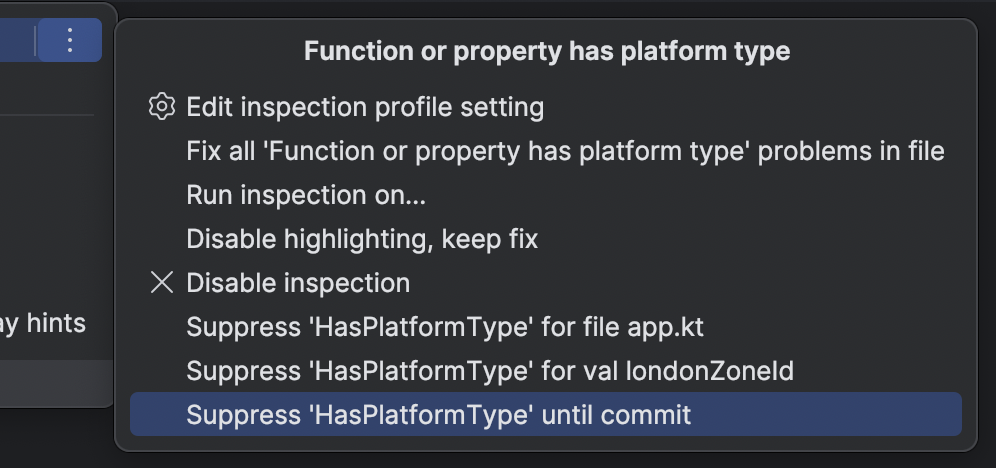 Function or property has platform type
Edit inspection profile setting
Fix all 'Function or property has platform type' problems in file
Run inspection on...
Disable highlighting, keep fix
Disable inspection
Suppress 'HasPlatformType' for file app.kt
ay hints
Suppress 'HasPlatformType' for val londonZoneId
Suppress 'HasPlatformType' until commit